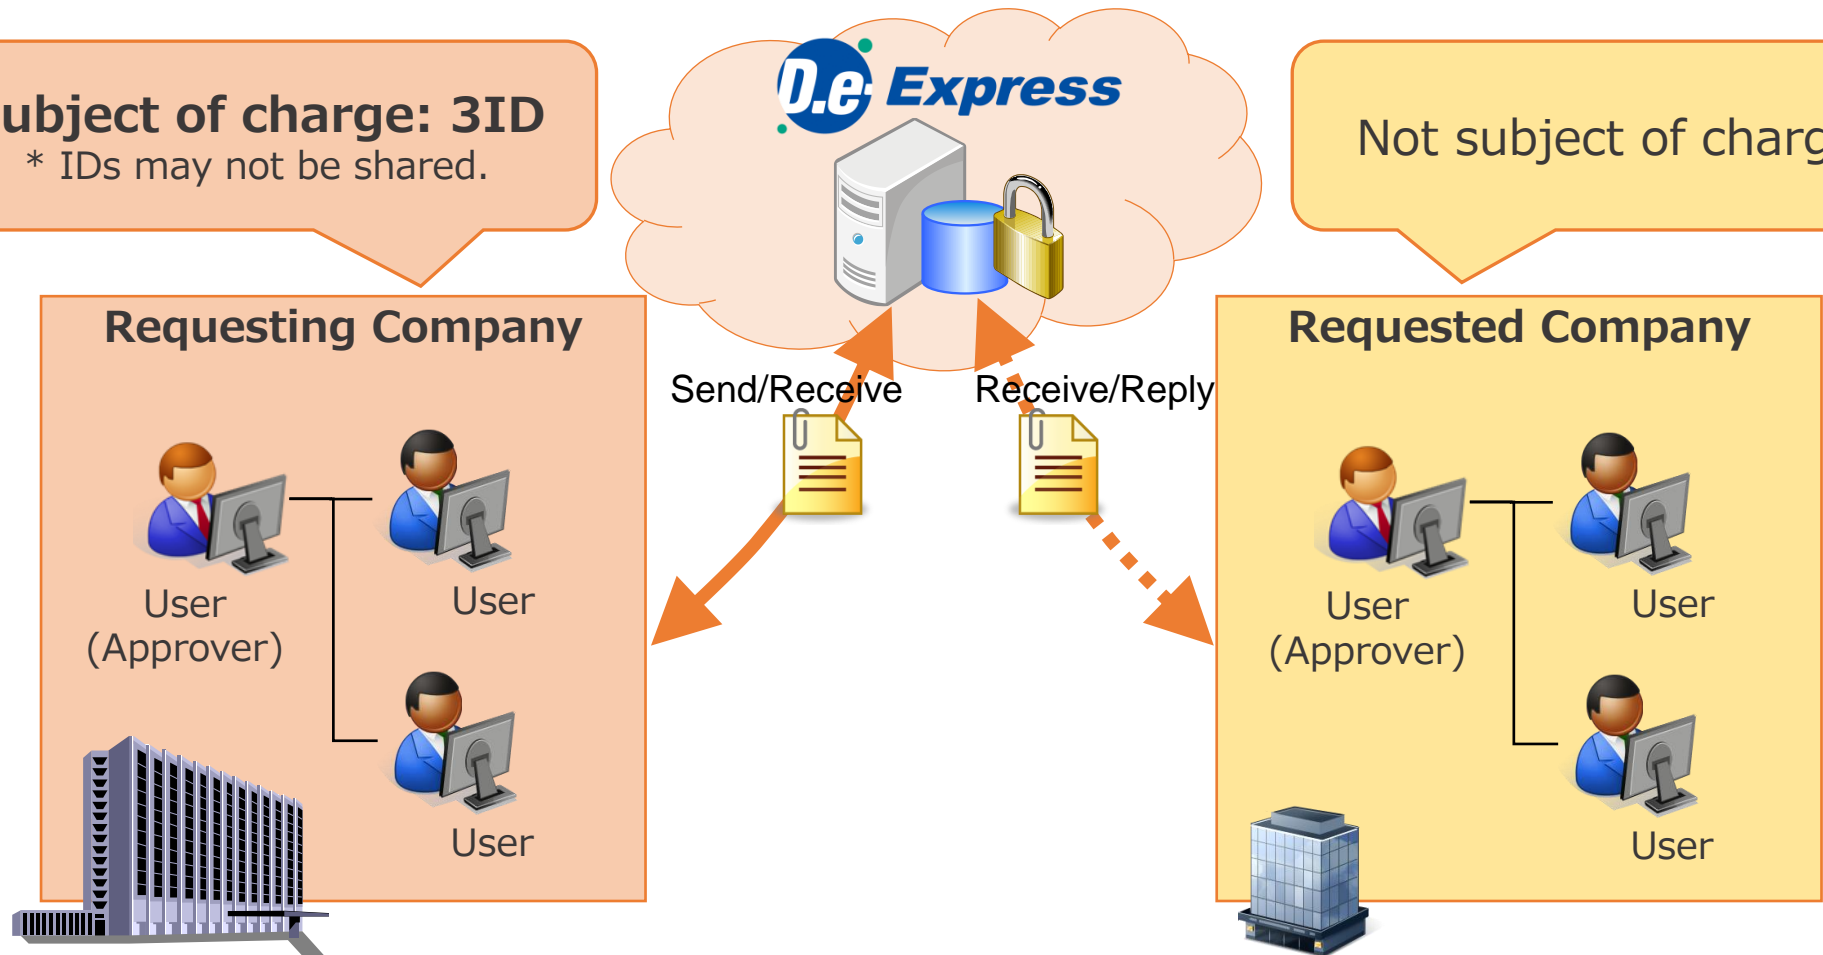 ubject of charge: 3ID
* IDs may not be shared.
D.e Express
Not subject of charg
Requesting Company
Requested Company
Send/Receive
Receive/Reply
User
(Approver)
User
User
User
(Approver)
User
User